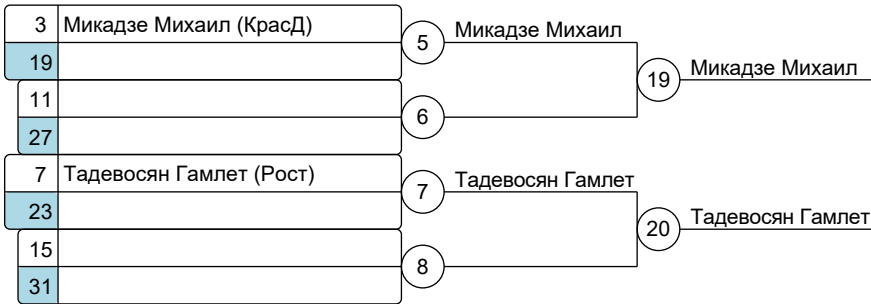 3 Микадзе Михаил (КрасД)
5 Микадзе Михаил
19
19 Микадзе Михаил
11
6
27
7 Тадевосян Гамлет (Рост)
7 Тадевосян Гамлет
23
20 Тадевосян Гамлет
15
8
31